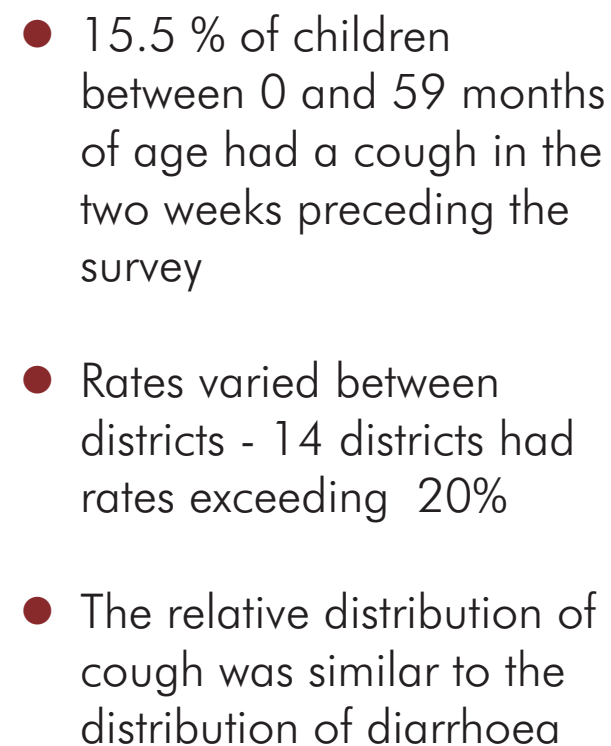 ● 15.5 % of children
between 0 and 59 months
of age had a cough in the
two weeks preceding the
survey
● Rates varied between
districts - 14 districts had
rates exceeding  20%
● The relative distribution of
cough was similar to the
distribution of diarrhoea